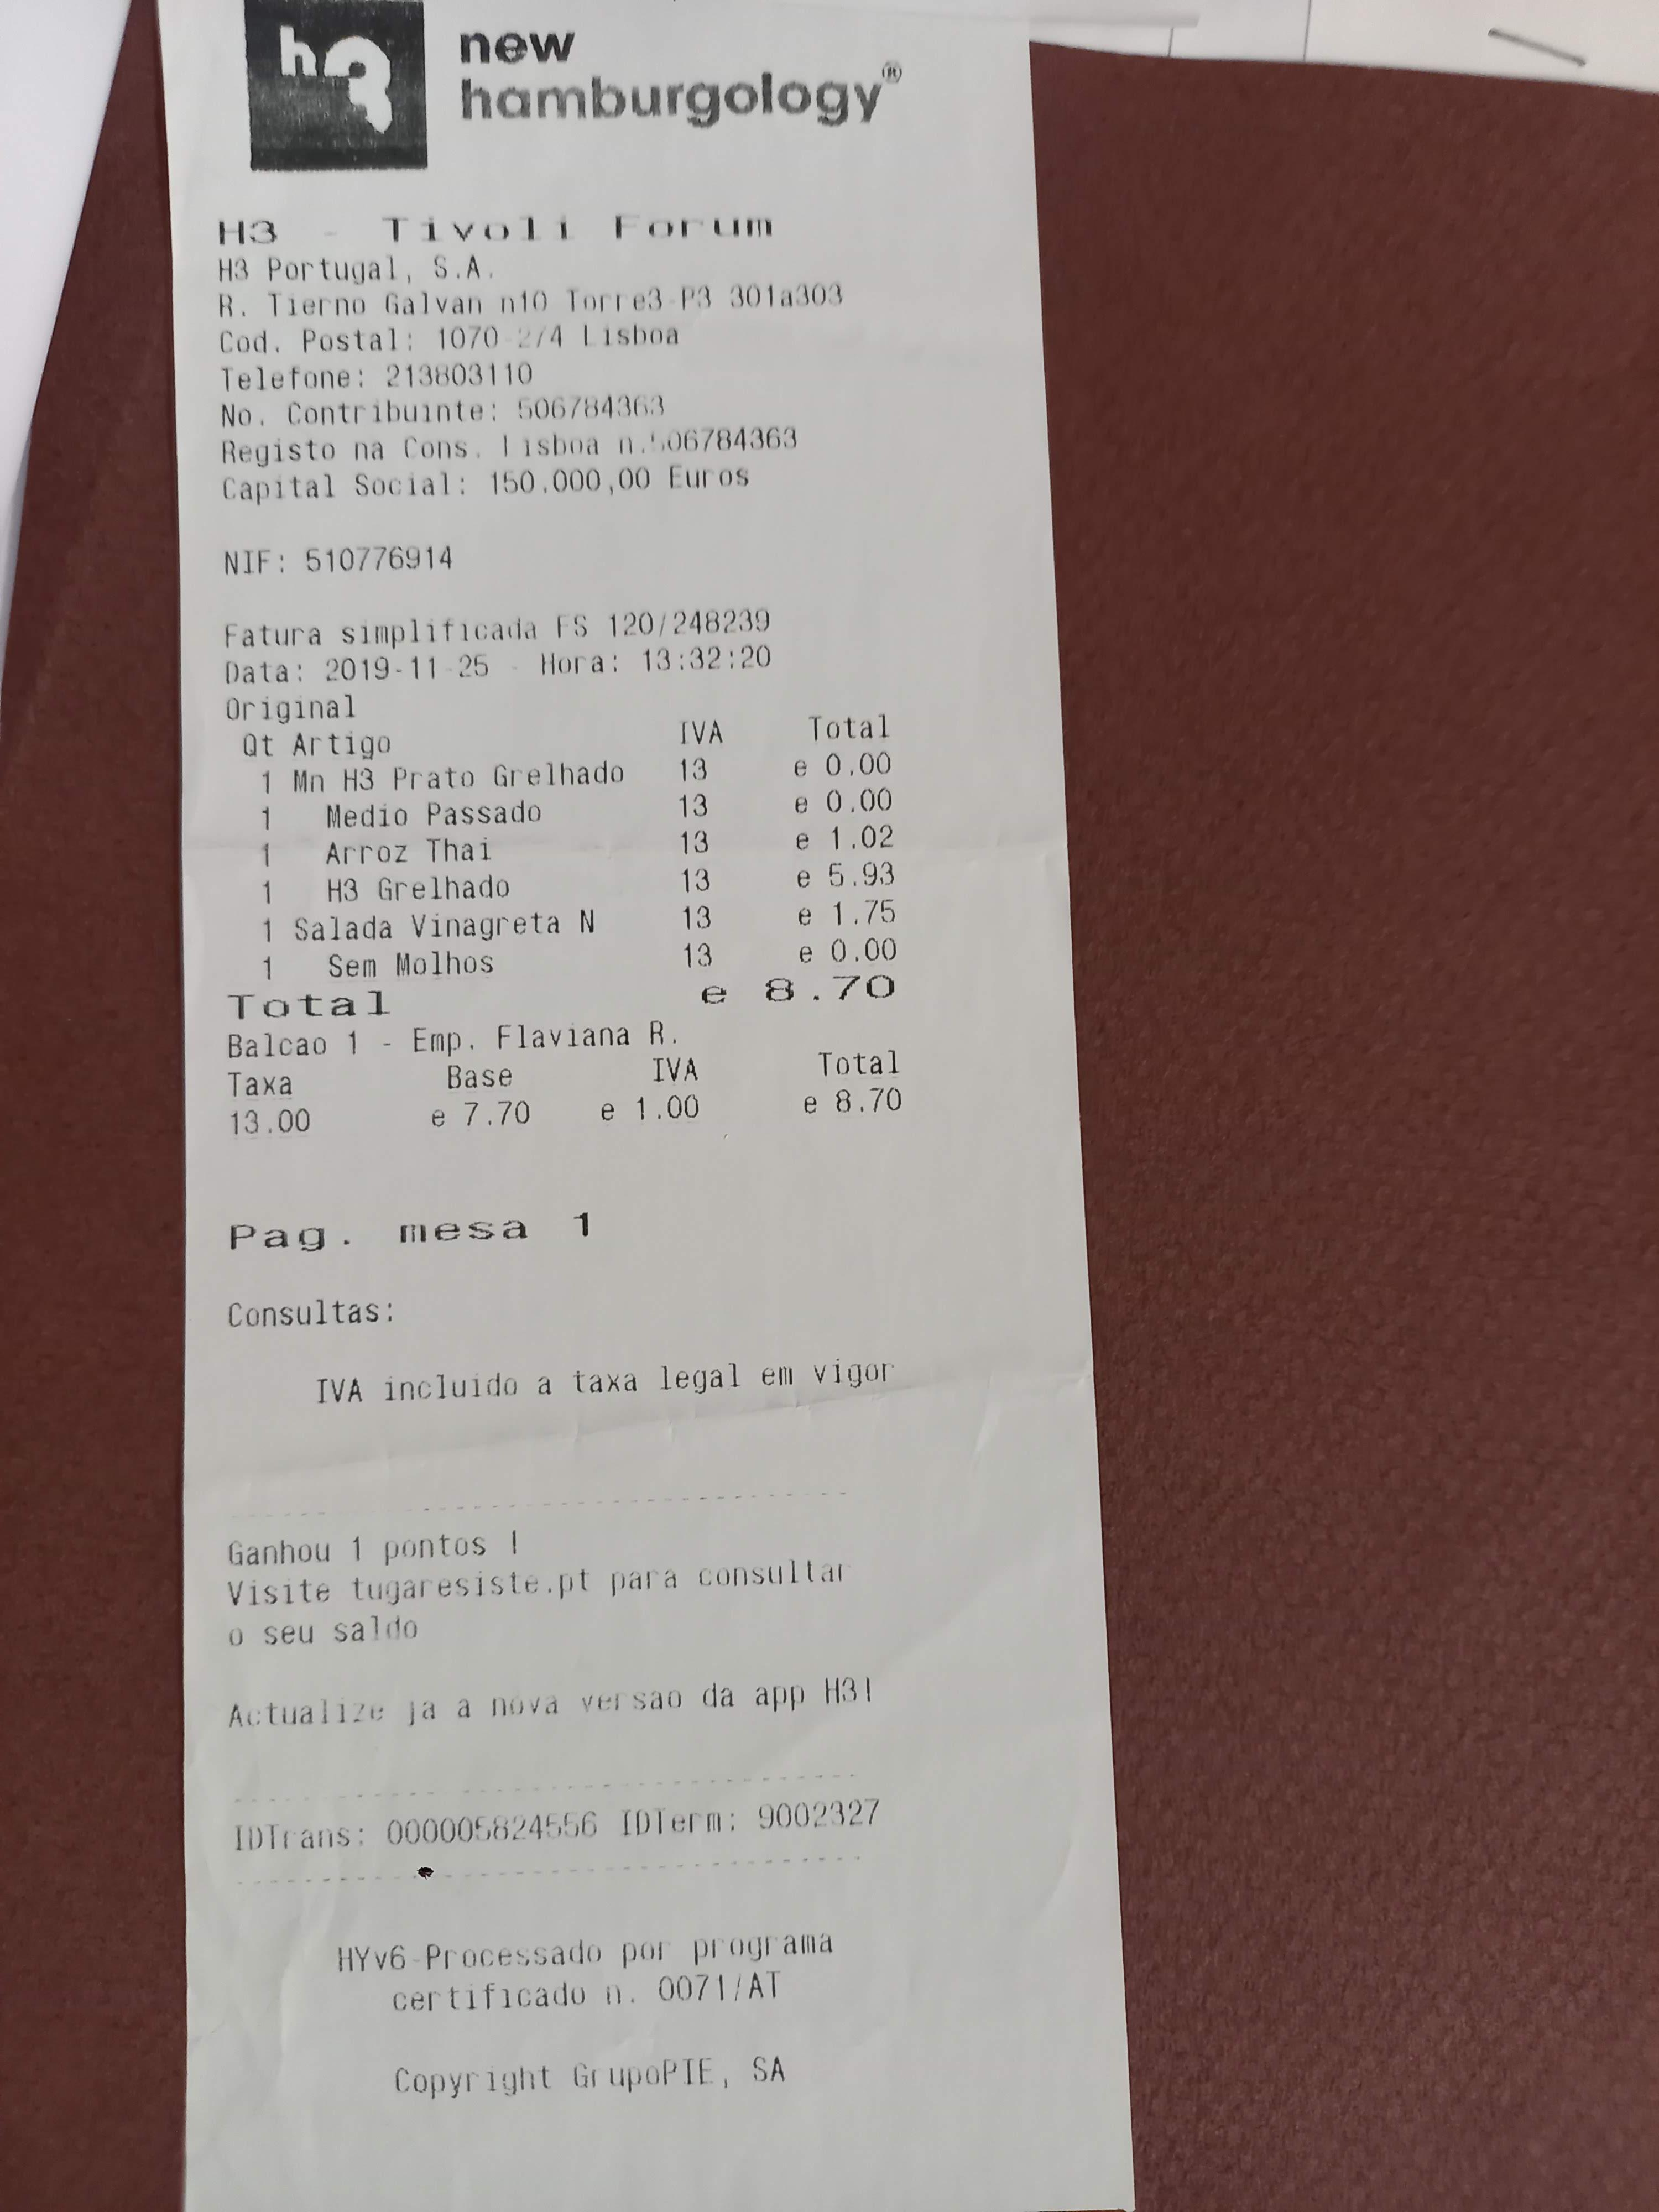 h3 new
hamburgology®
H3 - Tivoli Forum
H3 Portugal, S.A.
R. Tierno Galvan n10 Torre3-P3 301a303
Cod. Postal: 1070-274 Lisboa
Telefone: 213803110
No. Contribuinte: 506784363
Registo na Cons. Lisboa n.506784363
Capital Social: 150.000,00 Euros
NIF: 510776914
Fatura simplificada FS 120/248239
Data: 2019-11-25 - Hora: 13:32:20
Original
Qt Artigo IVA Total
1 Mn H3 Prato Grelhado 13 e 0.00
1 Medio Passado 13 e 0.00
1 Arroz Thai 13 e 1.02
1 H3 Grelhado 13 e 5.93
1 Salada Vinagreta N 13 e 1.75
1 Sem Molhos 13 e 0.00
Total e 8.70
Balcao 1 - Emp. Flaviana R.
Taxa Base IVA Total
13.00 e 7.70 e 1.00 e 8.70
Pag. mesa 1
Consultas:
IVA incluido a taxa legal em vigor
Ganhou 1 pontos !
Visite tugaresiste.pt para consultar
o seu saldo
Actualize ja a nova versao da app H3!
IDTrans: 000005824556 IDTerm: 9002327
HYv6-Processado por programa
certificado n. 0071/AT
Copyright GrupoPIE, SA